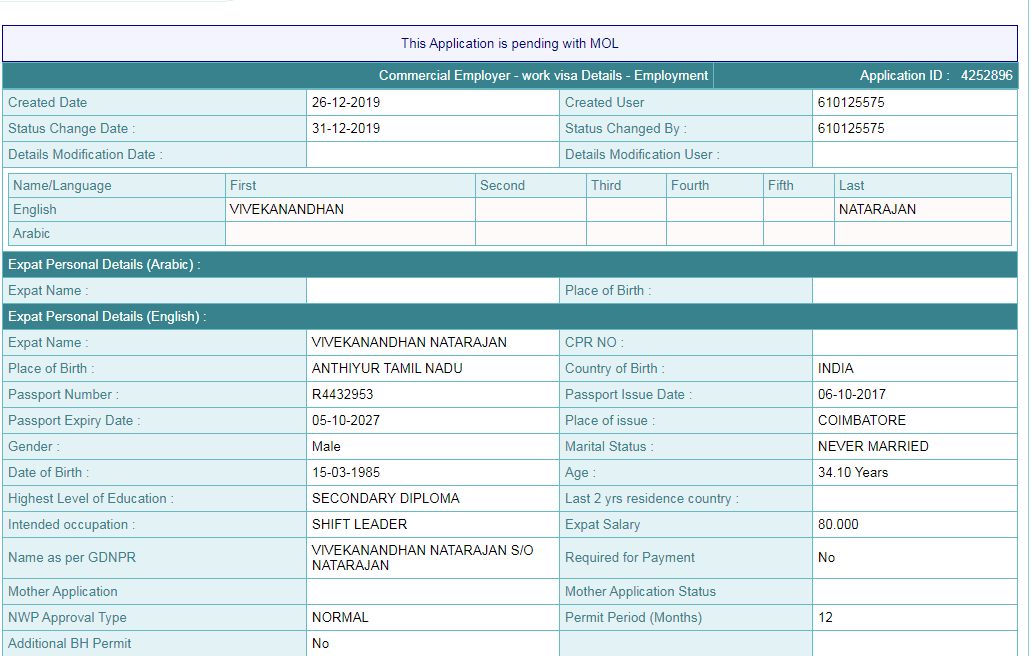 This Application is pending with MOL
Commercial Employer - work visa Details - Employment Application ID : 4252896
Created Date 26-12-2019 Created User 610125575
Status Change Date : 31-12-2019 Status Changed By : 610125575
Details Modification Date : Details Modification User :
Name/Language First Second Third Fourth Fifth Last
English VIVEKANANDHAN NATARAJAN
Arabic
Expat Personal Details (Arabic) :
Expat Name : Place of Birth :
Expat Personal Details (English) :
Expat Name : VIVEKANANDHAN NATARAJAN CPR NO :
Place of Birth : ANTHIYUR TAMIL NADU Country of Birth : INDIA
Passport Number : R4432953 Passport Issue Date : 06-10-2017
Passport Expiry Date : 05-10-2027 Place of issue : COIMBATORE
Gender : Male Marital Status : NEVER MARRIED
Date of Birth : 15-03-1985 Age : 34.10 Years
Highest Level of Education : SECONDARY DIPLOMA Last 2 yrs residence country :
Intended occupation : SHIFT LEADER Expat Salary 80.000
Name as per GDNPR VIVEKANANDHAN NATARAJAN S/O
NATARAJAN Required for Payment No
Mother Application Mother Application Status
NWP Approval Type NORMAL Permit Period (Months) 12
Additional BH Permit No